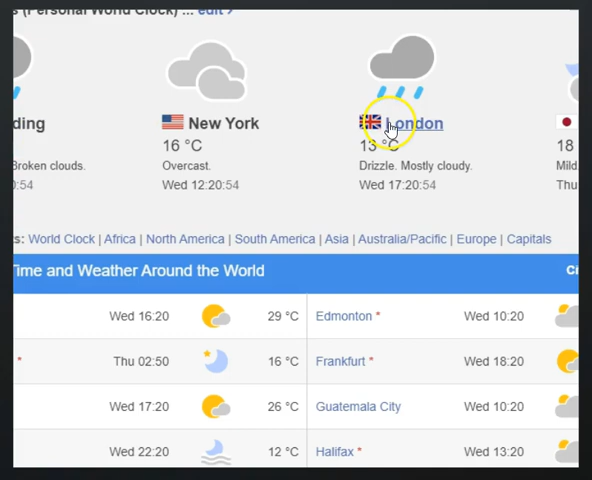 s (Personal World Clock) ... edit
ding New York London
16 °C 13 °C 18
Broken clouds. Overcast. Drizzle. Mostly cloudy. Mild
0:54 Wed 12:20:54 Wed 17:20:54 Thu
s: World Clock | Africa | North America | South America | Asia | Australia/Pacific | Europe | Capitals
Time and Weather Around the World Ci
Wed 16:20 29 °C Edmonton * Wed 10:20
* Thu 02:50 16 °C Frankfurt * Wed 18:20
Wed 17:20 26 °C Guatemala City Wed 10:20
Wed 22:20 12 °C Halifax * Wed 13:20